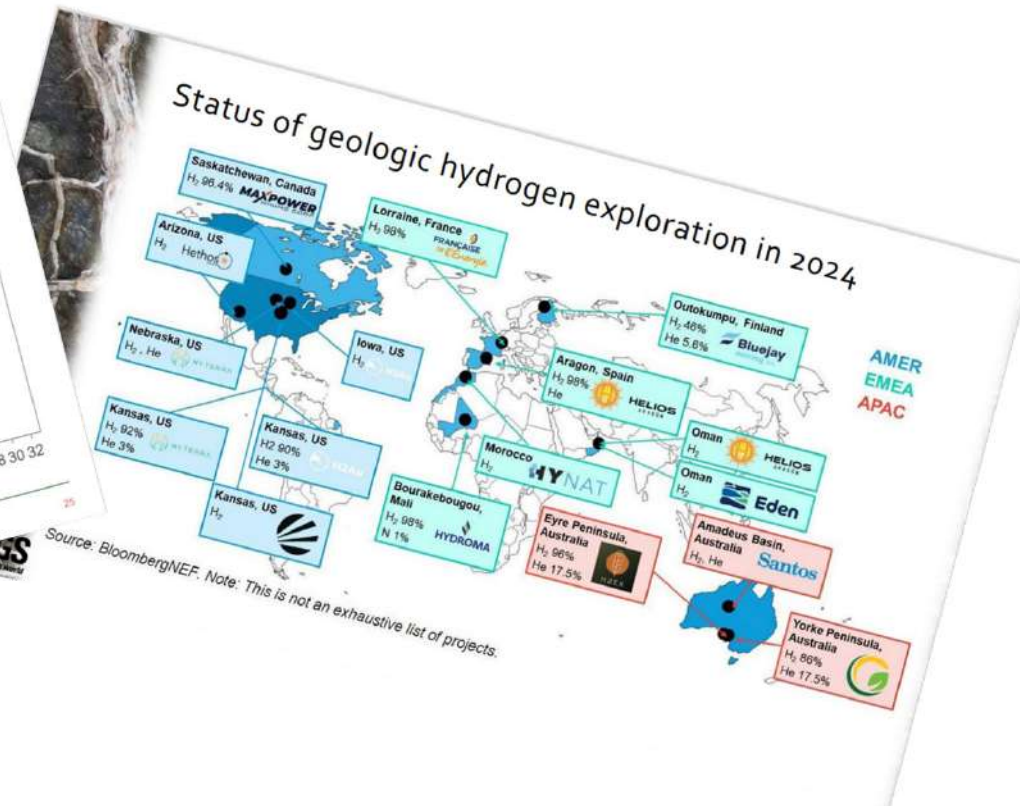 Status of geologic hydrogen exploration in 2024
Saskatchewan, Canada
H₂ 96.4% MAXPOWER
Arizona, US
H₂ Hethos
Nebraska, US
H₂ , He HYTERRA
Kansas, US
H₂ 92% HYTERRA
He 3%
Kansas, US
H2 90%
He 3%
Kansas, US
H₂
Iowa, US
H₂
Lorraine, France
H₂ 98% FRANÇAISE
DE L'Énergie
Outokumpu, Finland
H₂ 46% Bluejay
He 5.6%
Aragon, Spain
H₂ 98% HELIOS
He ARAGON
Morocco
H₂ HYNAT
Bourakebougou,
Mali
H₂ 98% HYDROMA
N 1%
Oman
H₂ HELIOS
ARAGON
Oman
H₂ Eden
Eyre Peninsula,
Australia
H₂ 96%
He 17.5%
Amadeus Basin,
Australia
H₂, He Santos
Yorke Peninsula,
Australia
H₂ 86%
He 17.5%
AMER
EMEA
APAC
30 32
25
GS
Source: BloombergNEF. Note: This is not an exhaustive list of projects.